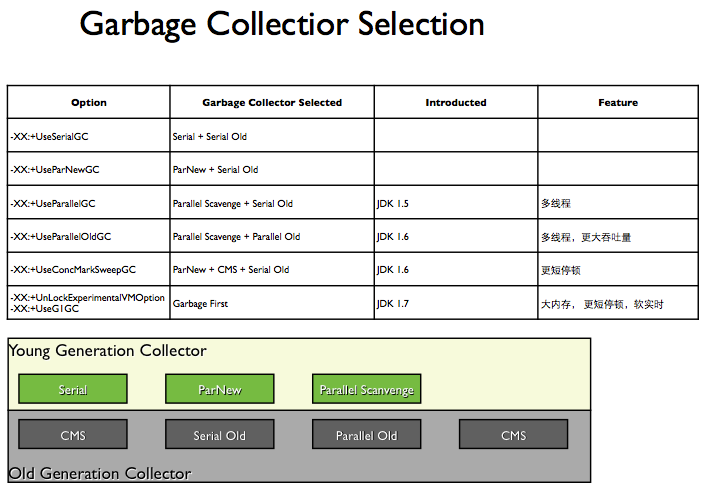 Garbage Collectior Selection
Option Garbage Collector Selected Introducted Feature
-XX:+UseSerialGC Serial + Serial Old
-XX:+UseParNewGC ParNew + Serial Old
-XX:+UseParallelGC Parallel Scavenge + Serial Old JDK 1.5 多线程
-XX:+UseParallelOldGC Parallel Scavenge + Parallel Old JDK 1.6 多线程，更大吞吐量
-XX:+UseConcMarkSweepGC ParNew + CMS + Serial Old JDK 1.6 更短停顿
-XX:+UnLockExperimentalVMOption
-XX:+UseG1GC Garbage First JDK 1.7 大内存， 更短停顿，软实时
Young Generation Collector
Serial ParNew Parallel Scanvenge
CMS Serial Old Parallel Old CMS
Old Generation Collector